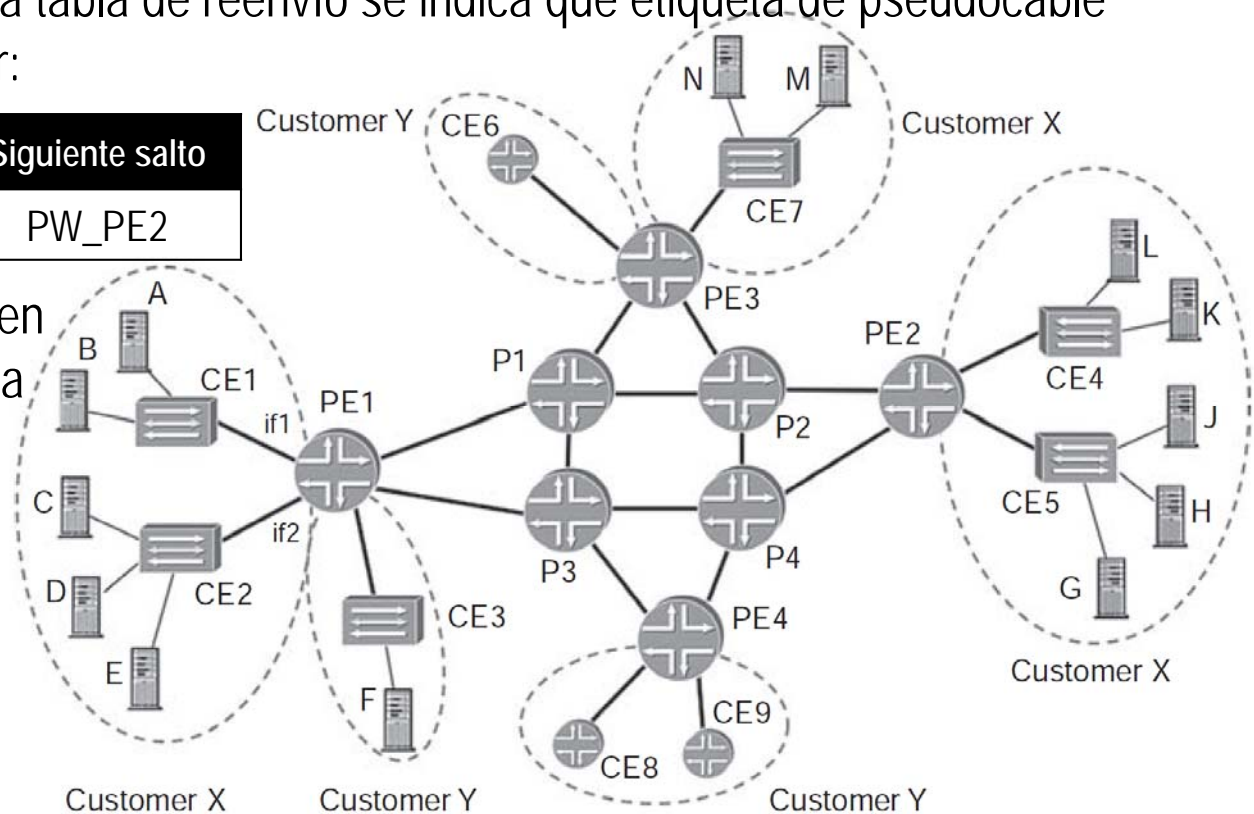 a tabla de reenvío se indica qué etiqueta de pseudocable
r:
Siguiente salto
PW_PE2
en
a
Customer Y
CE6
N
M
Customer X
CE7
PE3
A
B
CE1
if1
PE1
C
if2
D
CE2
E
CE3
F
P1
P2
P3
P4
PE2
L
K
CE4
J
CE5
H
G
PE4
CE8
CE9
Customer X
Customer X
Customer Y
Customer Y